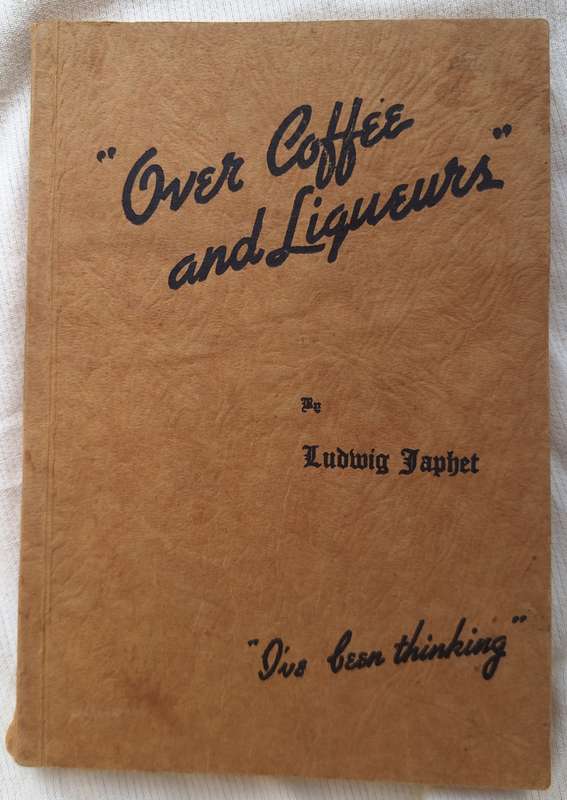 "Over Coffee
and Liqueurs"
By
Ludwig Japhet
"I've been thinking"